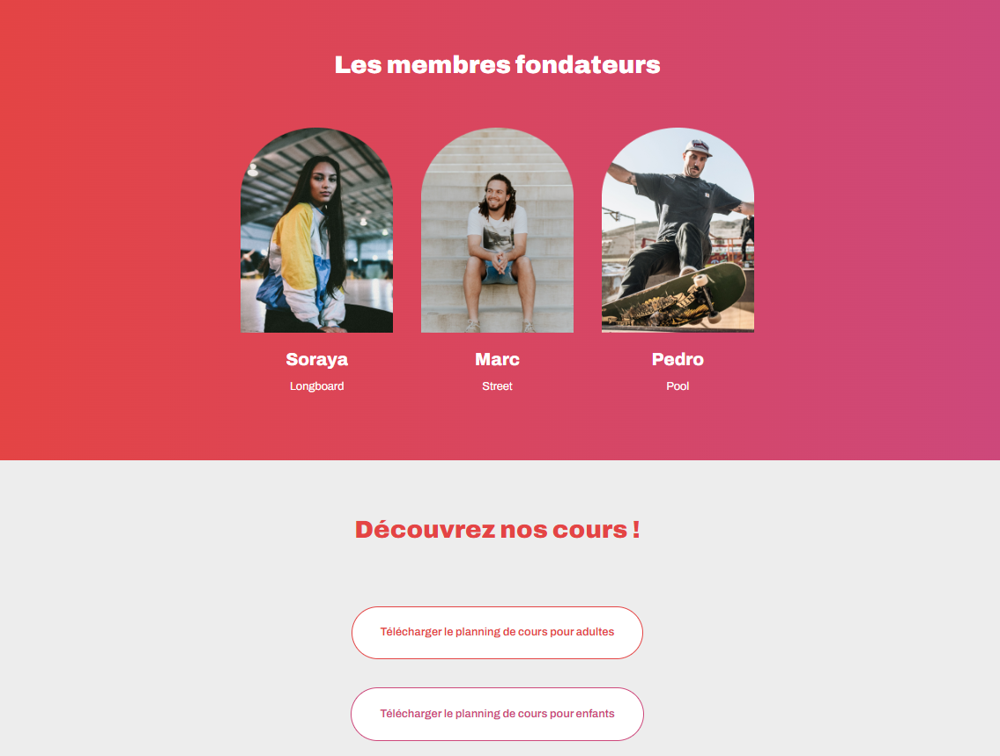 Les membres fondateurs
Soraya
Longboard
Marc
Street
Pedro
Pool
Découvrez nos cours !
Télécharger le planning de cours pour adultes
Télécharger le planning de cours pour enfants